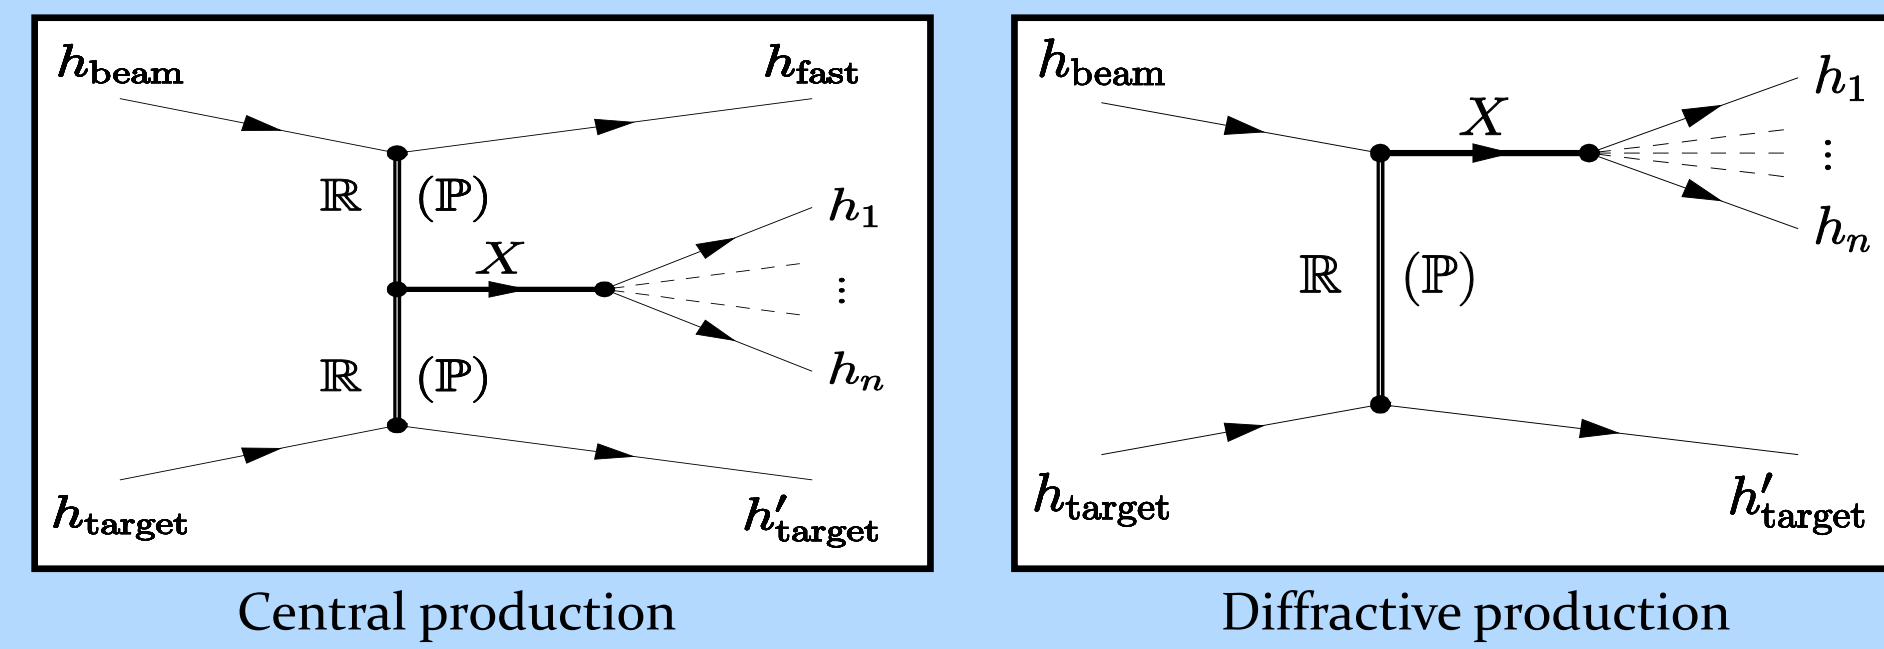 h_beam
h_fast
ℝ (ℙ)
h_1
X
⋮
ℝ (ℙ)
h_n
h_target
h′_target
Central production
h_beam
X
h_1
⋮
h_n
ℝ (ℙ)
h_target
h′_target
Diffractive production